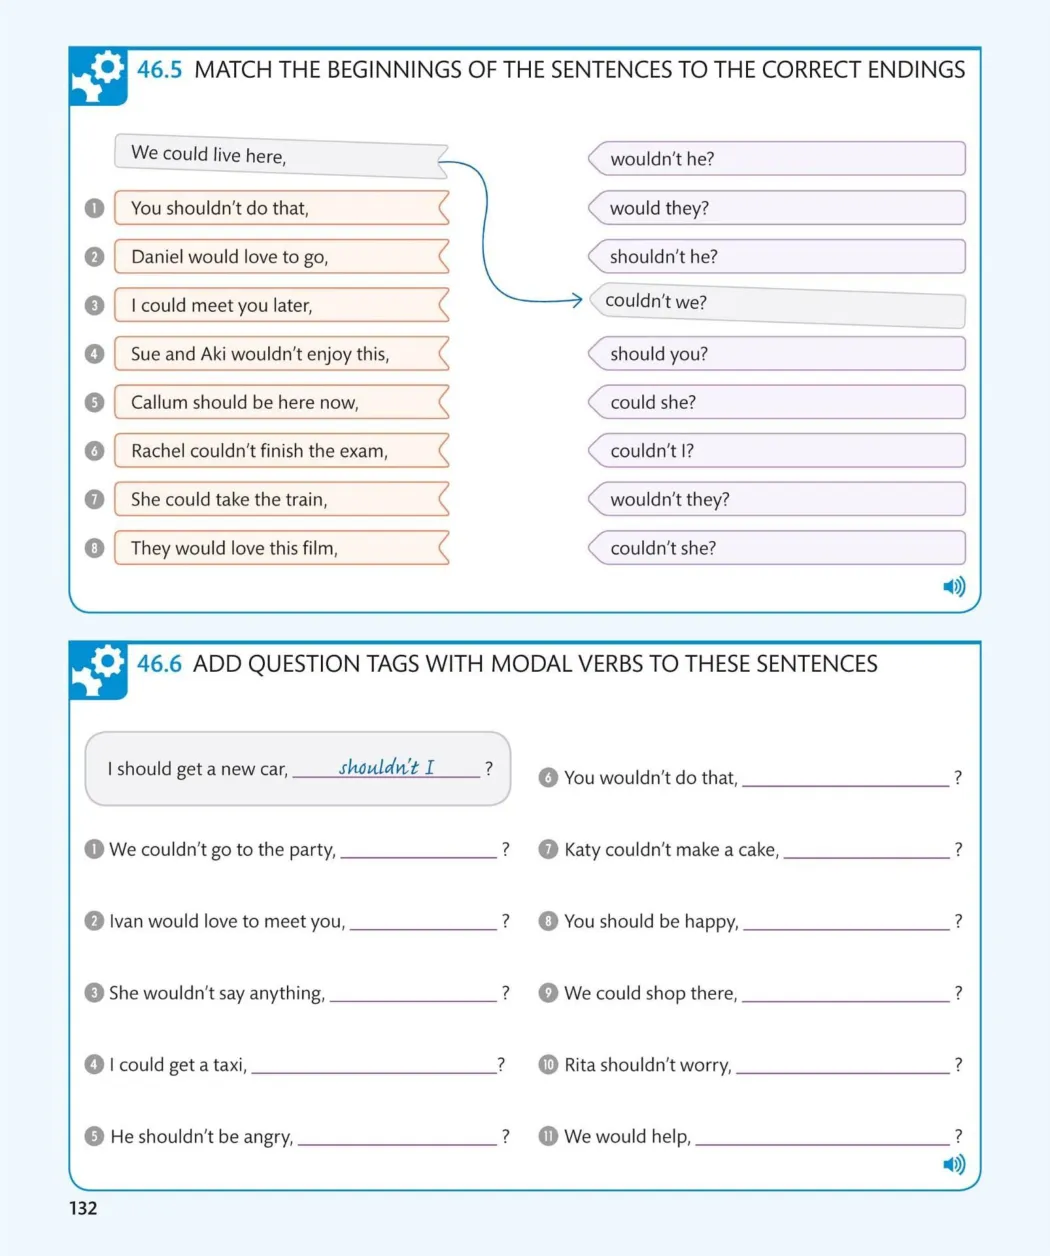 46.5 MATCH THE BEGINNINGS OF THE SENTENCES TO THE CORRECT ENDINGS
We could live here,
wouldn't he?
1 You shouldn't do that,
would they?
2 Daniel would love to go,
shouldn't he?
3 I could meet you later,
couldn't we?
4 Sue and Aki wouldn't enjoy this,
should you?
5 Callum should be here now,
could she?
6 Rachel couldn't finish the exam,
couldn't I?
7 She could take the train,
wouldn't they?
8 They would love this film,
couldn't she?
46.6 ADD QUESTION TAGS WITH MODAL VERBS TO THESE SENTENCES
I should get a new car, shouldn't I ?
1 We couldn't go to the party, ?
2 Ivan would love to meet you, ?
3 She wouldn't say anything, ?
4 I could get a taxi, ?
5 He shouldn't be angry, ?
6 You wouldn't do that, ?
7 Katy couldn't make a cake, ?
8 You should be happy, ?
9 We could shop there, ?
10 Rita shouldn't worry, ?
11 We would help, ?
132